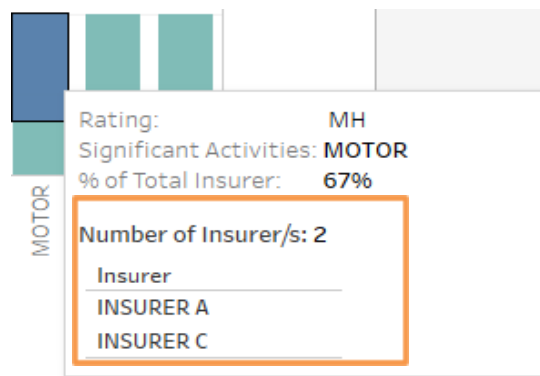 Rating: MH
Significant Activities: MOTOR
% of Total Insurer: 67%
MOTOR
Number of Insurer/s: 2
Insurer
INSURER A
INSURER C